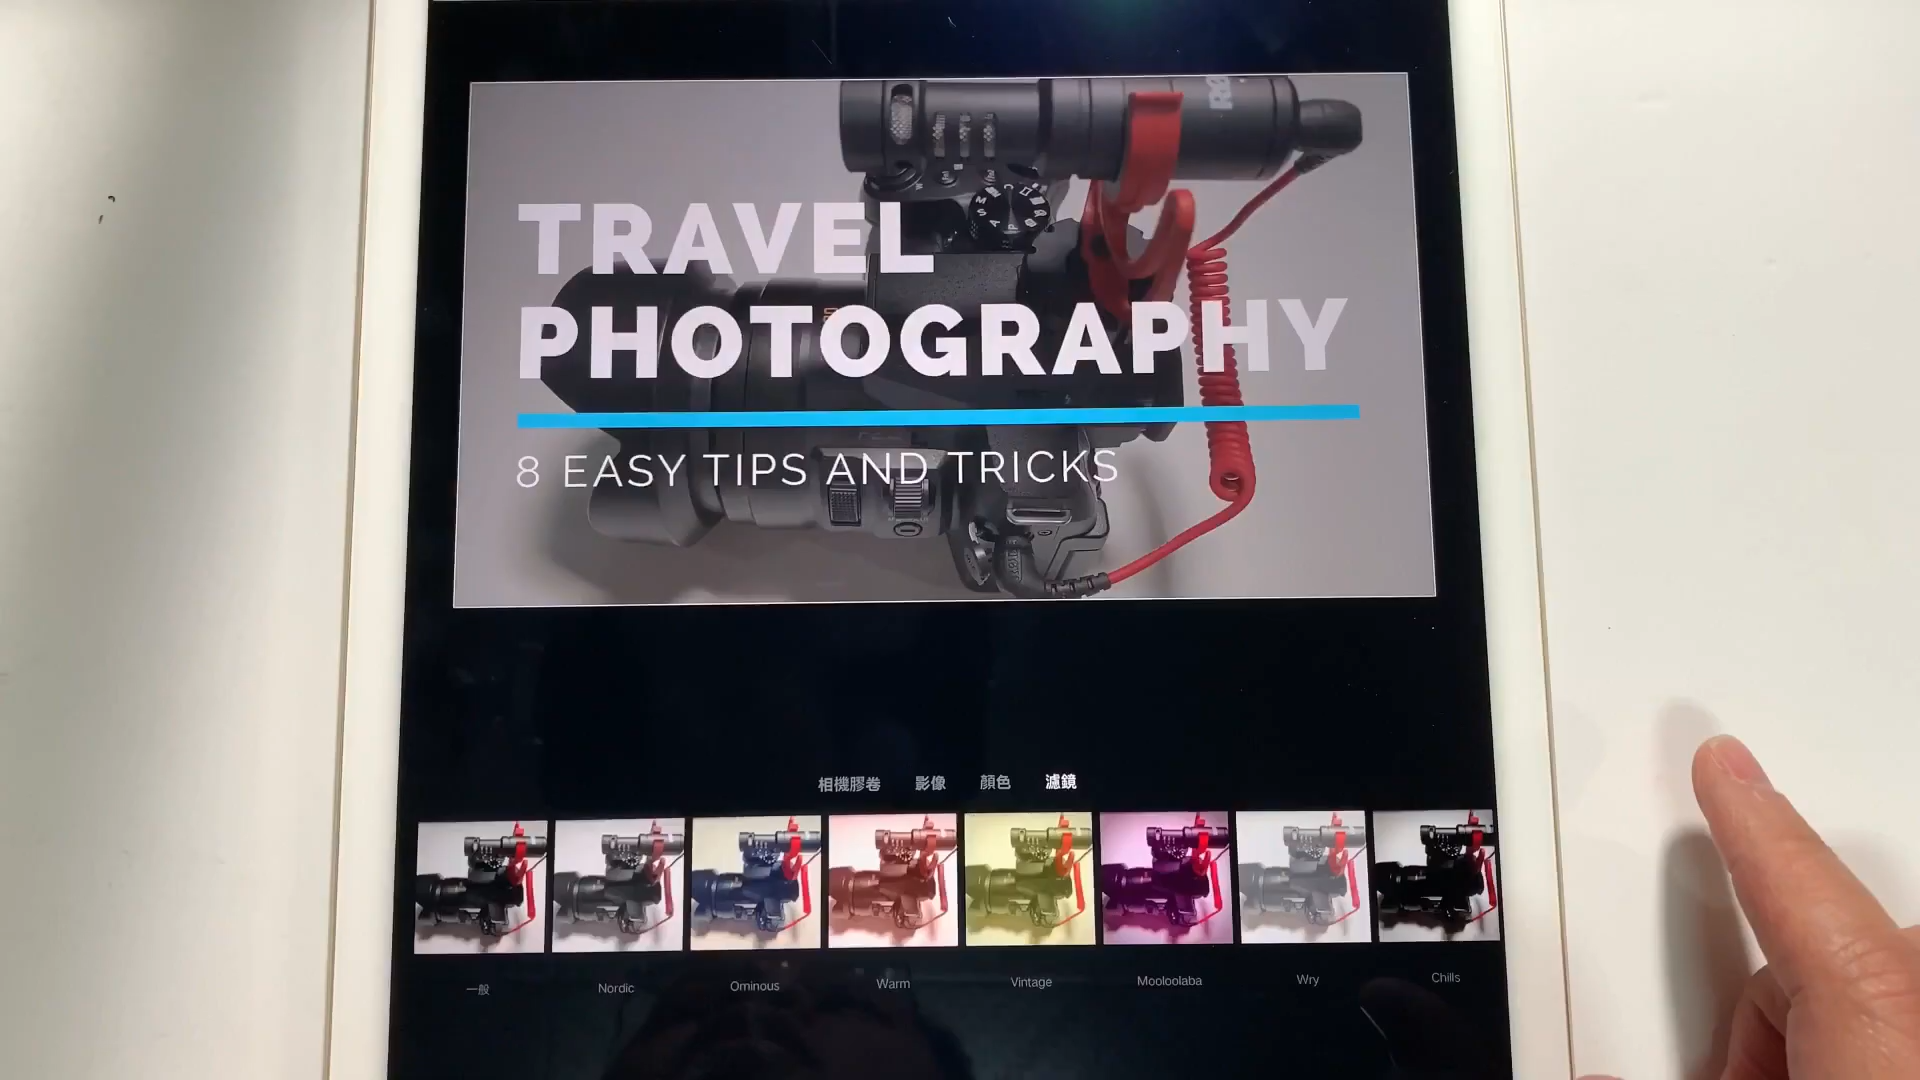 TRAVEL
PHOTOGRAPHY
8 EASY TIPS AND TRICKS
相機膠卷 影像 顏色 濾鏡
一般 Nordic Ominous Warm Vintage Mooloolaba Wry Chills